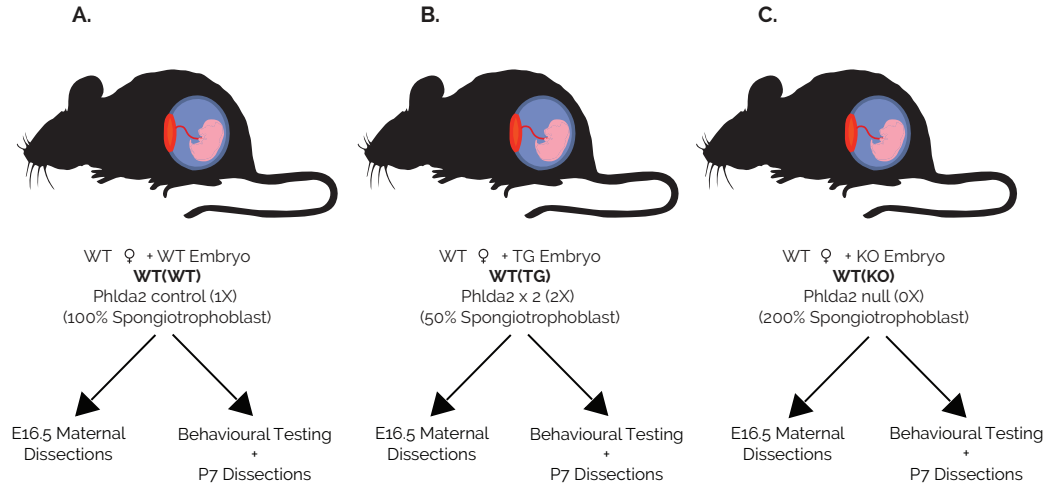 A.
WT ♀ + WT Embryo
WT(WT)
Phlda2 control (1X)
(100% Spongiotrophoblast)
E16.5 Maternal
Dissections
Behavioural Testing
+
P7 Dissections
B.
WT ♀ + TG Embryo
WT(TG)
Phlda2 x 2 (2X)
(50% Spongiotrophoblast)
E16.5 Maternal
Dissections
Behavioural Testing
+
P7 Dissections
C.
WT ♀ + KO Embryo
WT(KO)
Phlda2 null (0X)
(200% Spongiotrophoblast)
E16.5 Maternal
Dissections
Behavioural Testing
+
P7 Dissections